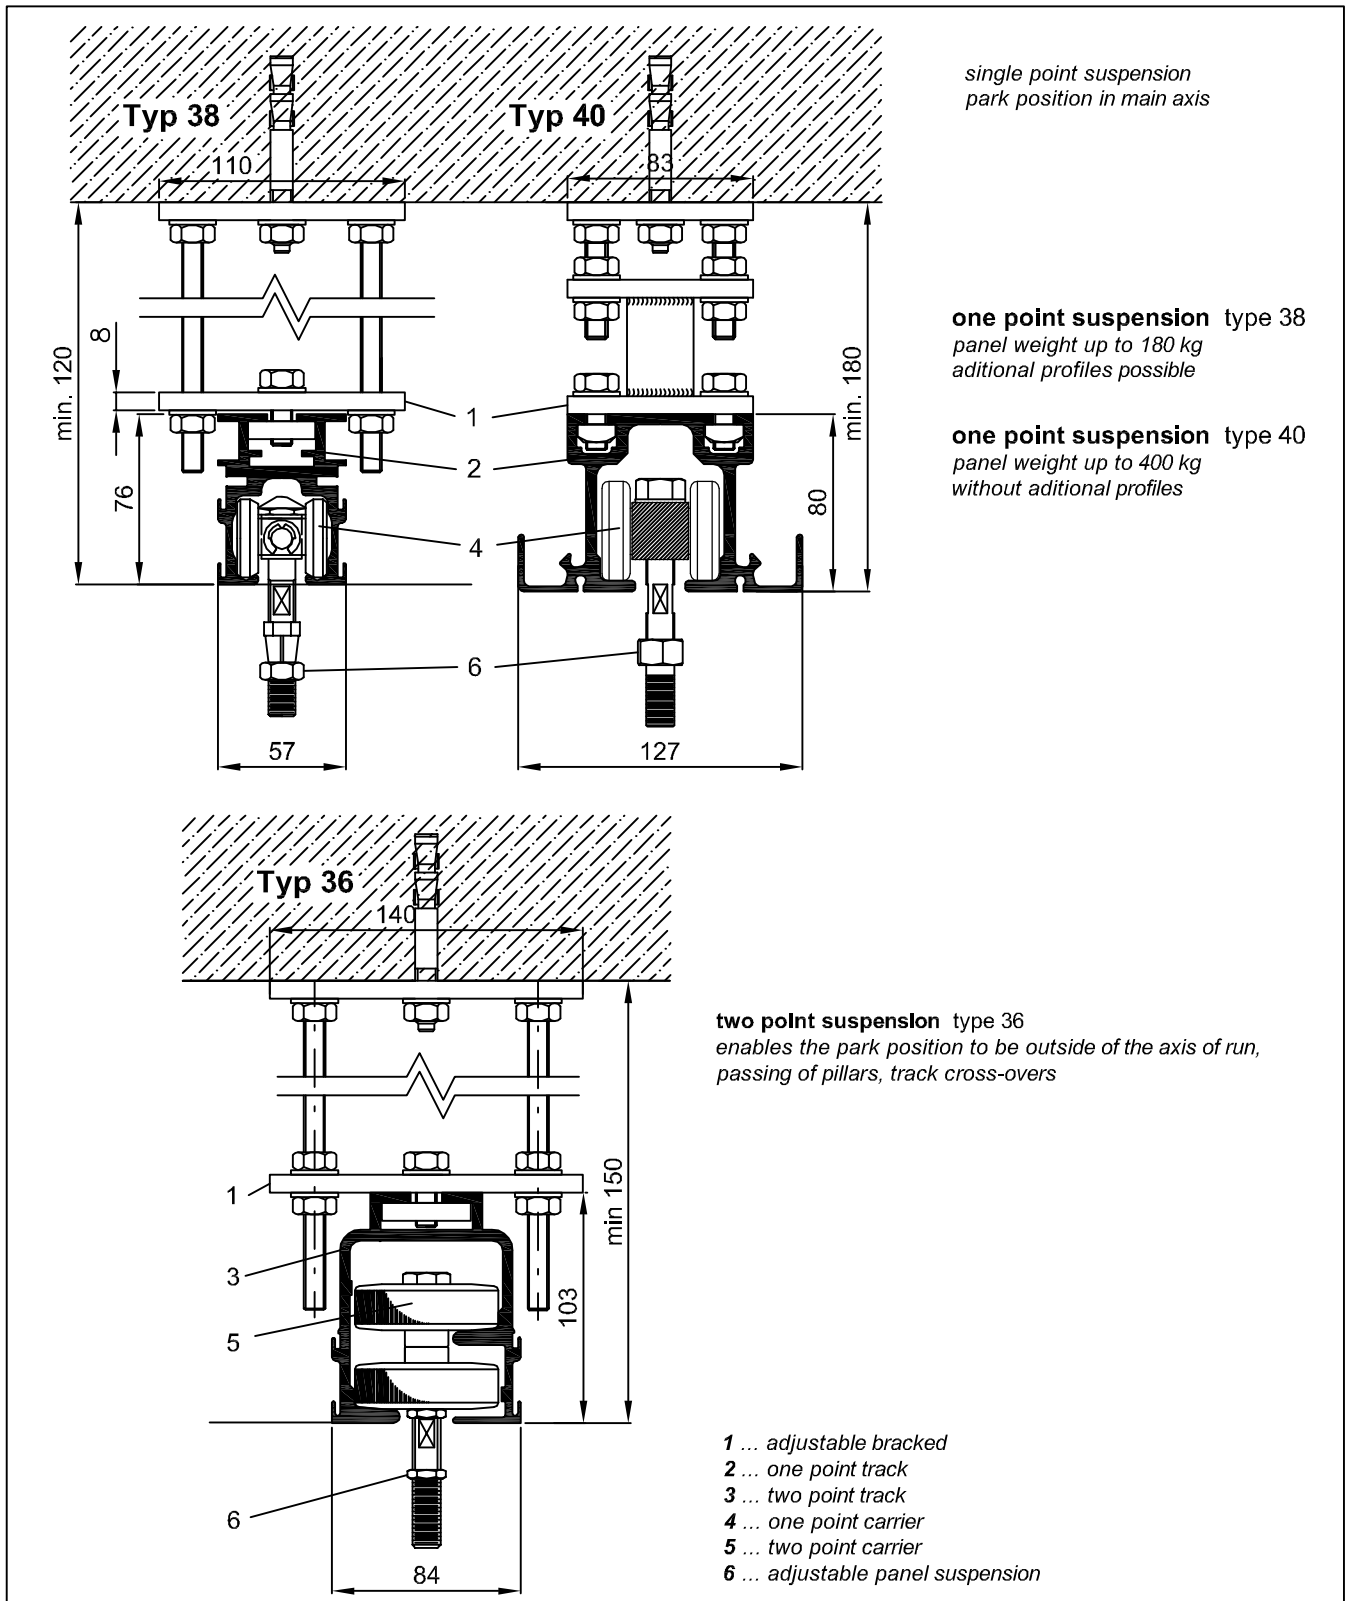 Typ 38
Typ 40
single point suspension
park position in main axis
110
83
one point suspension type 38
panel weight up to 180 kg
aditional profiles possible
8
min. 120
min. 180
1
one point suspension type 40
panel weight up to 400 kg
without aditional profiles
2
76
80
4
6
57
127
Typ 36
140
two point suspension type 36
enables the park position to be outside of the axis of run,
passing of pillars, track cross-overs
1
min 150
3
103
5
6
84
1 ... adjustable bracked
2 ... one point track
3 ... two point track
4 ... one point carrier
5 ... two point carrier
6 ... adjustable panel suspension